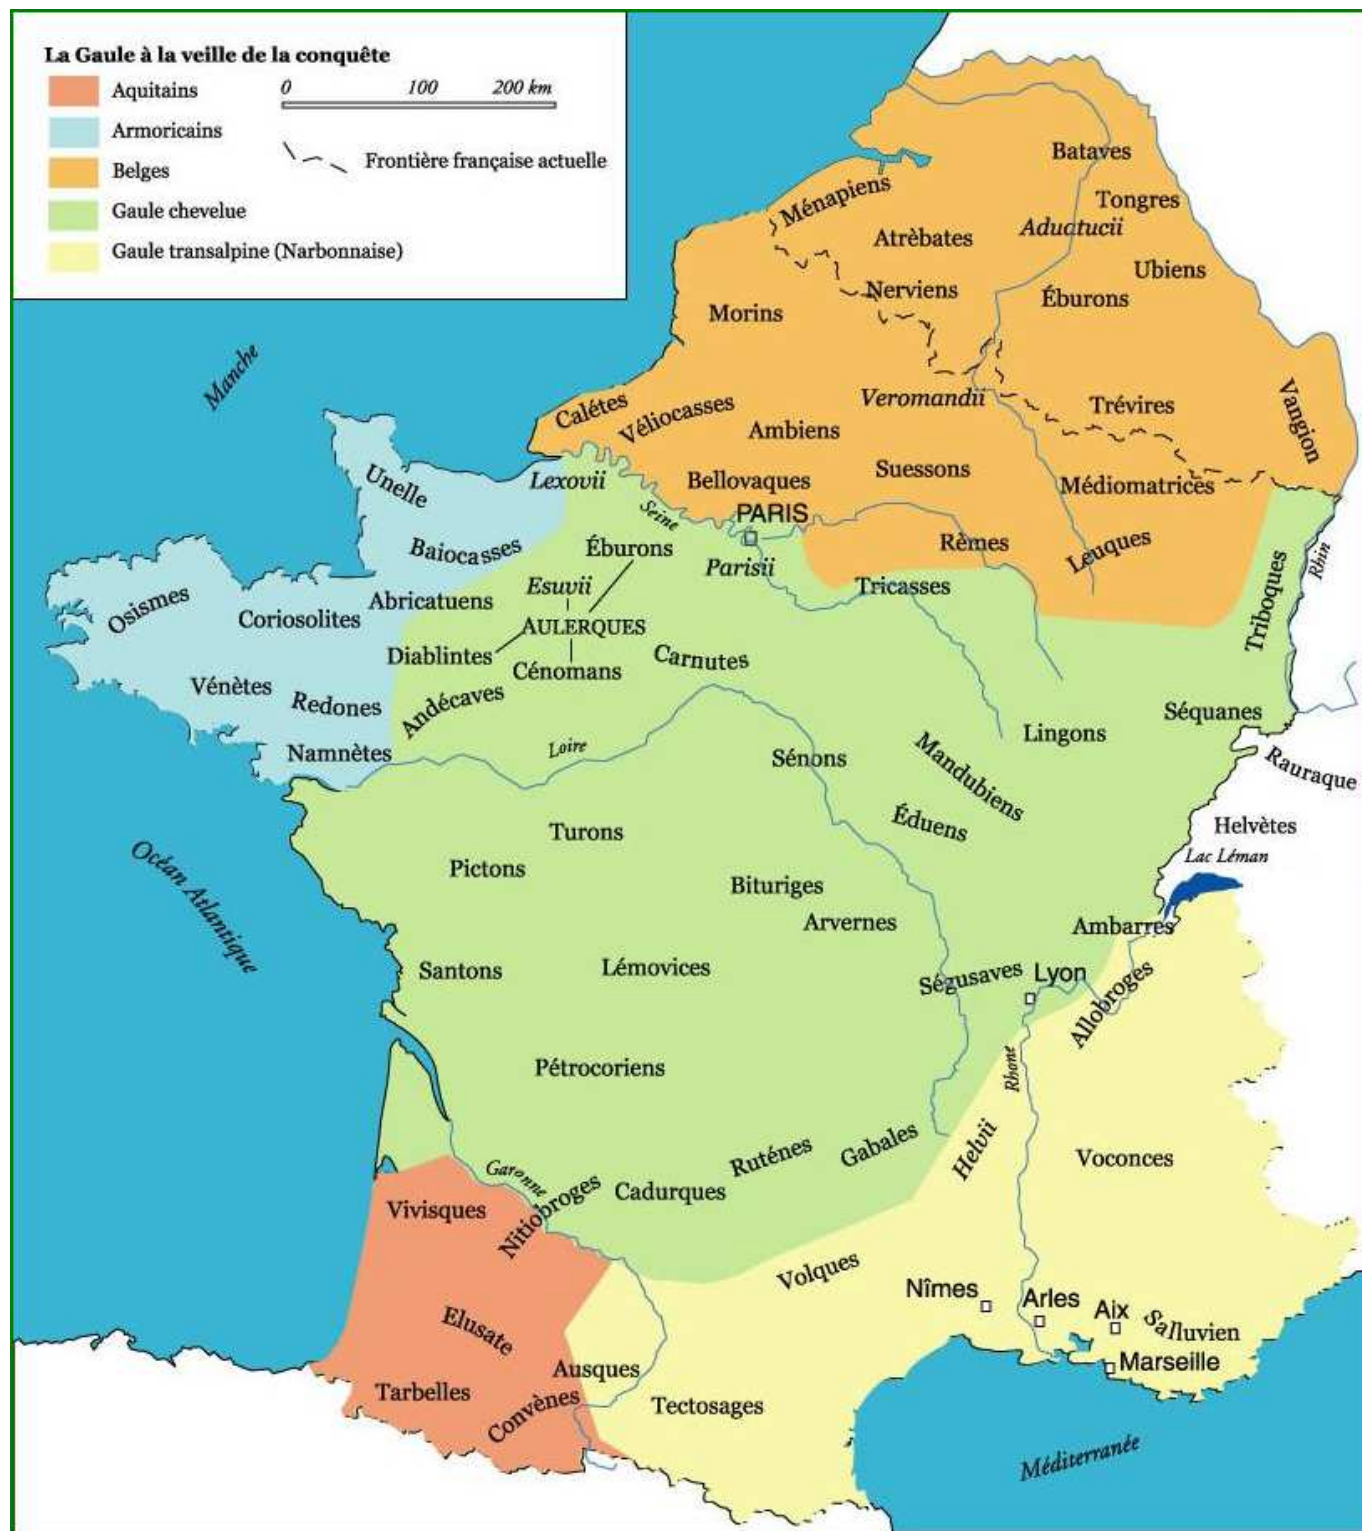 La Gaule à la veille de la conquête
Aquitains
0 100 200 km
Armoricains
Frontière française actuelle
Belges
Gaule chevelue
Gaule transalpine (Narbonnaise)
Bataves
Ménapiens
Tongres
Atrèbates
Aductucii
Ubiens
Nerviens
Éburons
Morins
Manche
Calétes
Véliocasses
Veromandii
Trévires
Vangion
Ambiens
Unelle
Lexovii
Bellovaques
Suessons
Médiomatrices
Seine
PARIS
Baiocasses
Éburons
Rèmes
Leuques
Rhin
Parisii
Esuvii
Tricasses
Triboques
Osismes
Coriosolites
Abricatuens
AULERQUES
Diablintes
Cénomans
Carnutes
Vénètes
Redones
Andécaves
Séquanes
Namnètes
Loire
Sénons
Mandubiens
Lingons
Rauraque
Turons
Éduens
Helvètes
Lac Léman
Océan Atlantique
Pictons
Bituriges
Arvernes
Ambarres
Santons
Lémovices
Ségusaves
Lyon
Allobroges
Pétrocoriens
Rhone
Garonne
Nitiobroges
Cadurques
Ruténes
Gabales
Helvii
Voconces
Vivisques
Volques
Nîmes
Arles
Aix
Salluvien
Elusate
Marseille
Ausques
Tarbelles
Convènes
Tectosages
Méditerranée